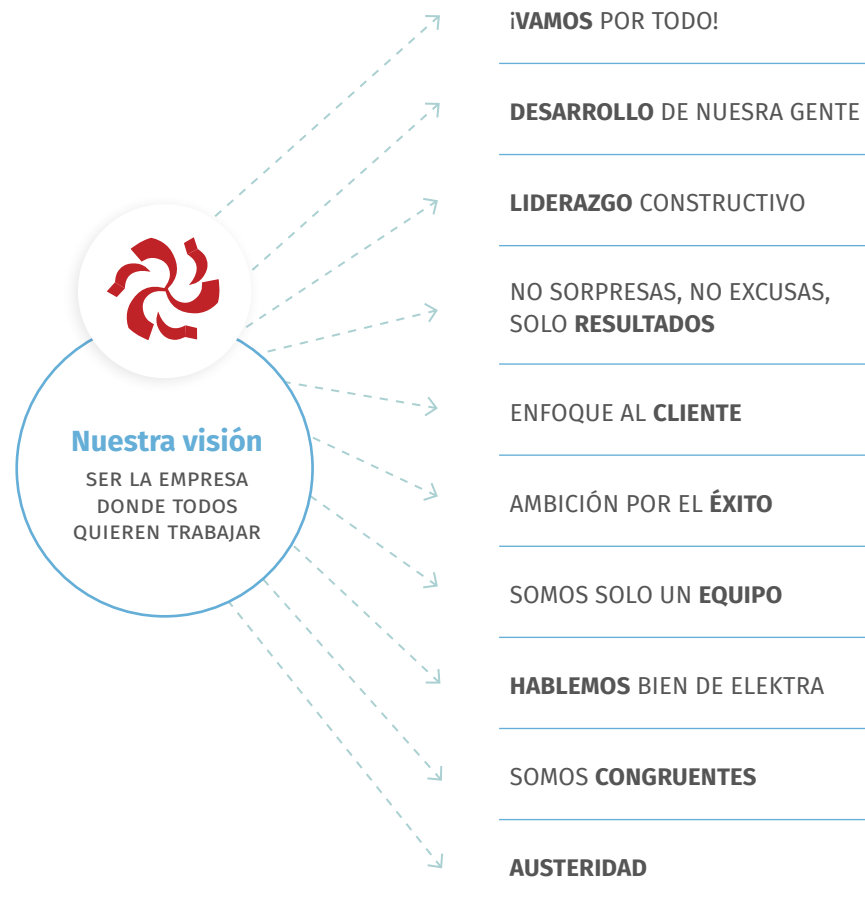 ¡VAMOS POR TODO!
DESARROLLO DE NUESRA GENTE
LIDERAZGO CONSTRUCTIVO
NO SORPRESAS, NO EXCUSAS,
SOLO RESULTADOS
ENFOQUE AL CLIENTE
AMBICIÓN POR EL ÉXITO
SOMOS SOLO UN EQUIPO
HABLEMOS BIEN DE ELEKTRA
SOMOS CONGRUENTES
AUSTERIDAD
Nuestra visión
SER LA EMPRESA
DONDE TODOS
QUIEREN TRABAJAR